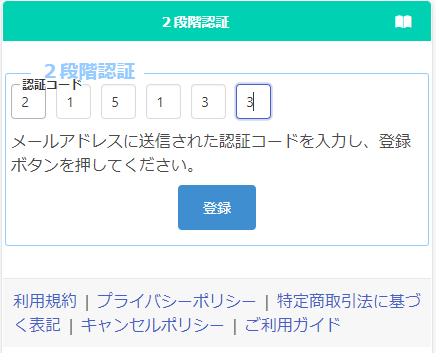 ２段階認証
２段階認証
認証コード
2 1 5 1 3 3
メールアドレスに送信された認証コードを入力し、登録
ボタンを押してください。
登録
利用規約 | プライバシーポリシー | 特定商取引法に基づ
く表記 | キャンセルポリシー | ご利用ガイド